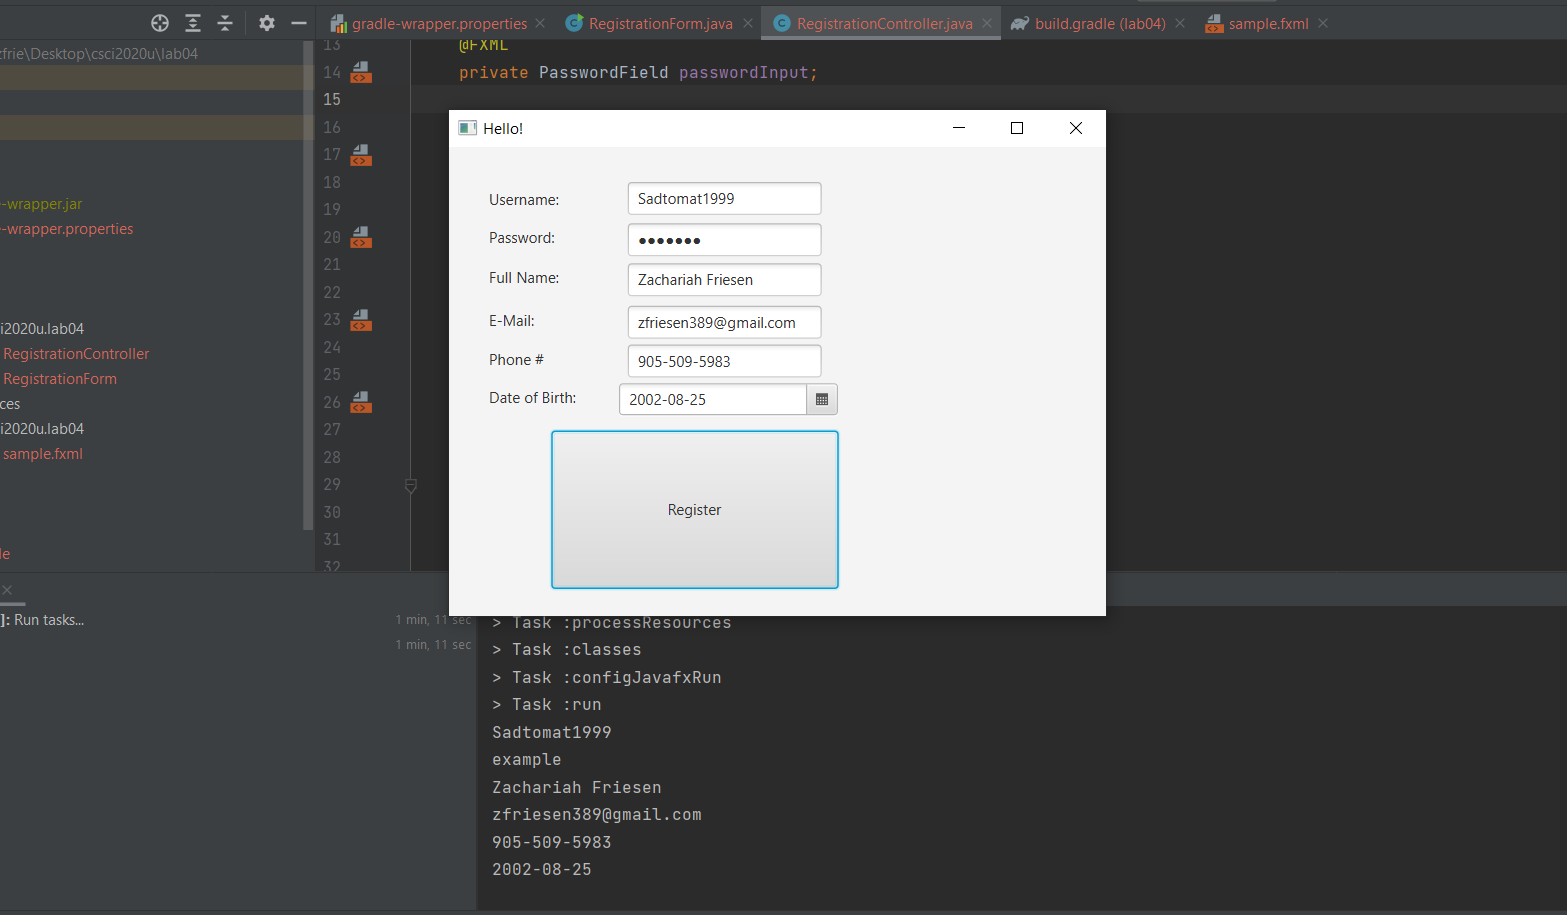 gradle-wrapper.properties RegistrationForm.java RegistrationController.java build.gradle (lab04) sample.fxml
frie\Desktop\csci2020u\lab04
-wrapper.jar
-wrapper.properties
i2020u.lab04
RegistrationController
RegistrationForm
ces
i2020u.lab04
sample.fxml
le
13 @FXML
14 private PasswordField passwordInput;
15
16
17
18
19
20
21
22
23
24
25
26
27
28
29
30
31
32
Hello!
Username: Sadtomat1999
Password: ●●●●●●●
Full Name: Zachariah Friesen
E-Mail: zfriesen389@gmail.com
Phone # 905-509-5983
Date of Birth: 2002-08-25
Register
]: Run tasks... 1 min, 11 sec
1 min, 11 sec
> Task :processResources
> Task :classes
> Task :configJavafxRun
> Task :run
Sadtomat1999
example
Zachariah Friesen
zfriesen389@gmail.com
905-509-5983
2002-08-25